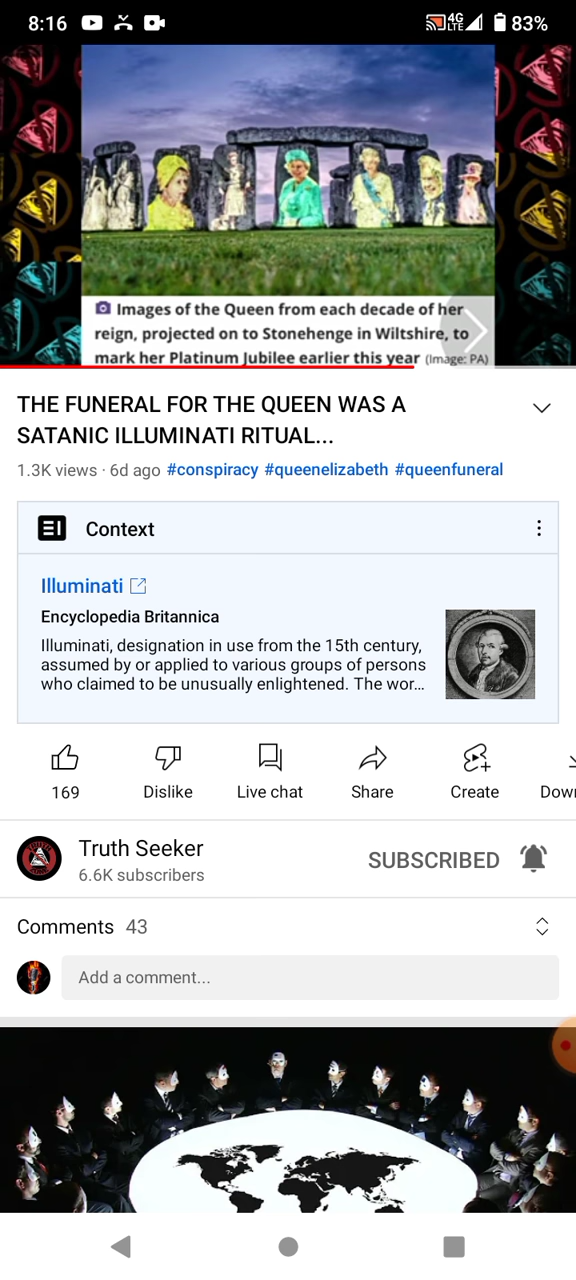 8:16
4G
LTE
83%
Images of the Queen from each decade of her
reign, projected on to Stonehenge in Wiltshire, to
mark her Platinum Jubilee earlier this year (Image: PA)
THE FUNERAL FOR THE QUEEN WAS A
SATANIC ILLUMINATI RITUAL...
1.3K views · 6d ago #conspiracy #queenelizabeth #queenfuneral
Context
Illuminati
Encyclopedia Britannica
Illuminati, designation in use from the 15th century,
assumed by or applied to various groups of persons
who claimed to be unusually enlightened. The wor...
169 Dislike Live chat Share Create Down
Truth Seeker
6.6K subscribers
SUBSCRIBED
Comments 43
Add a comment...